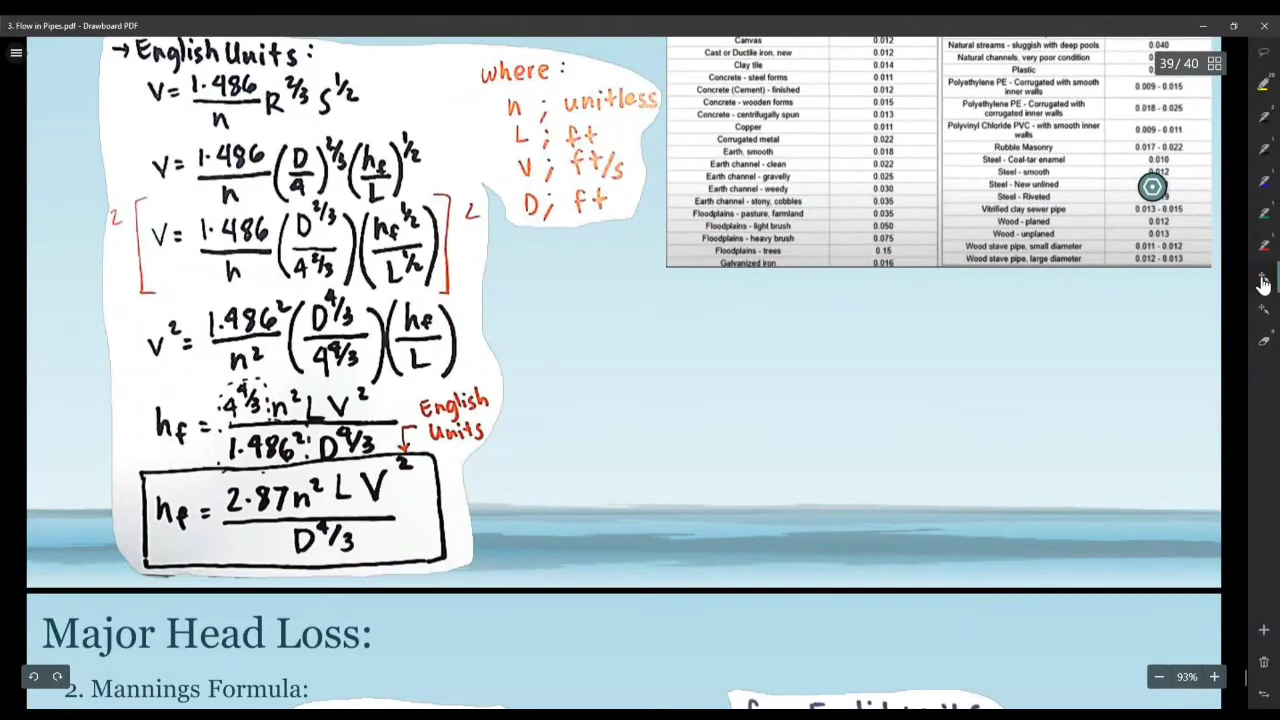 3. Flow in Pipes.pdf - Drawboard PDF
→ English Units :
V = 1.486/n R^2/3 S^1/2
V = 1.486/n (D/4)^2/3 (hf/L)^1/2
2 [ V = 1.486/n (D^2/3 / 4^2/3) (hf^1/2 / L^1/2) ] 2
V^2 = 1.486^2/n^2 (D^4/3 / 4^4/3) (hf/L)
hf = 4^4/3 n^2 L V^2 / 1.486^2 D^4/3
English
Units
hf = 2.87n^2 L V^2 / D^4/3
where :
n ; unitless
L ; ft
V ; ft/s
D ; ft
Canvas 0.012
Cast or Ductile iron, new 0.012
Clay tile 0.014
Concrete - steel forms 0.011
Concrete (Cement) - finished 0.012
Concrete - wooden forms 0.015
Concrete - centrifugally spun 0.013
Copper 0.011
Corrugated metal 0.022
Earth, smooth 0.018
Earth channel - clean 0.022
Earth channel - gravelly 0.025
Earth channel - weedy 0.030
Earth channel - stony, cobbles 0.035
Floodplains - pasture, farmland 0.035
Floodplains - light brush 0.050
Floodplains - heavy brush 0.075
Floodplains - trees 0.15
Galvanized iron 0.016
Natural streams - sluggish with deep pools 0.040
Natural channels, very poor condition
Plastic
39 / 40
Polyethylene PE - Corrugated with smooth
inner walls 0.009 - 0.015
Polyethylene PE - Corrugated with
corrugated inner walls 0.018 - 0.025
Polyvinyl Chloride PVC - with smooth inner
walls 0.009 - 0.011
Rubble Masonry 0.017 - 0.022
Steel - Coal-tar enamel 0.010
Steel - smooth
Steel - New unlined
Steel - Riveted
Vitrified clay sewer pipe 0.013 - 0.015
Wood - planed 0.012
Wood - unplaned 0.013
Wood stave pipe, small diameter 0.011 - 0.012
Wood stave pipe, large diameter 0.012 - 0.013
Major Head Loss:
2. Mannings Formula:
93%